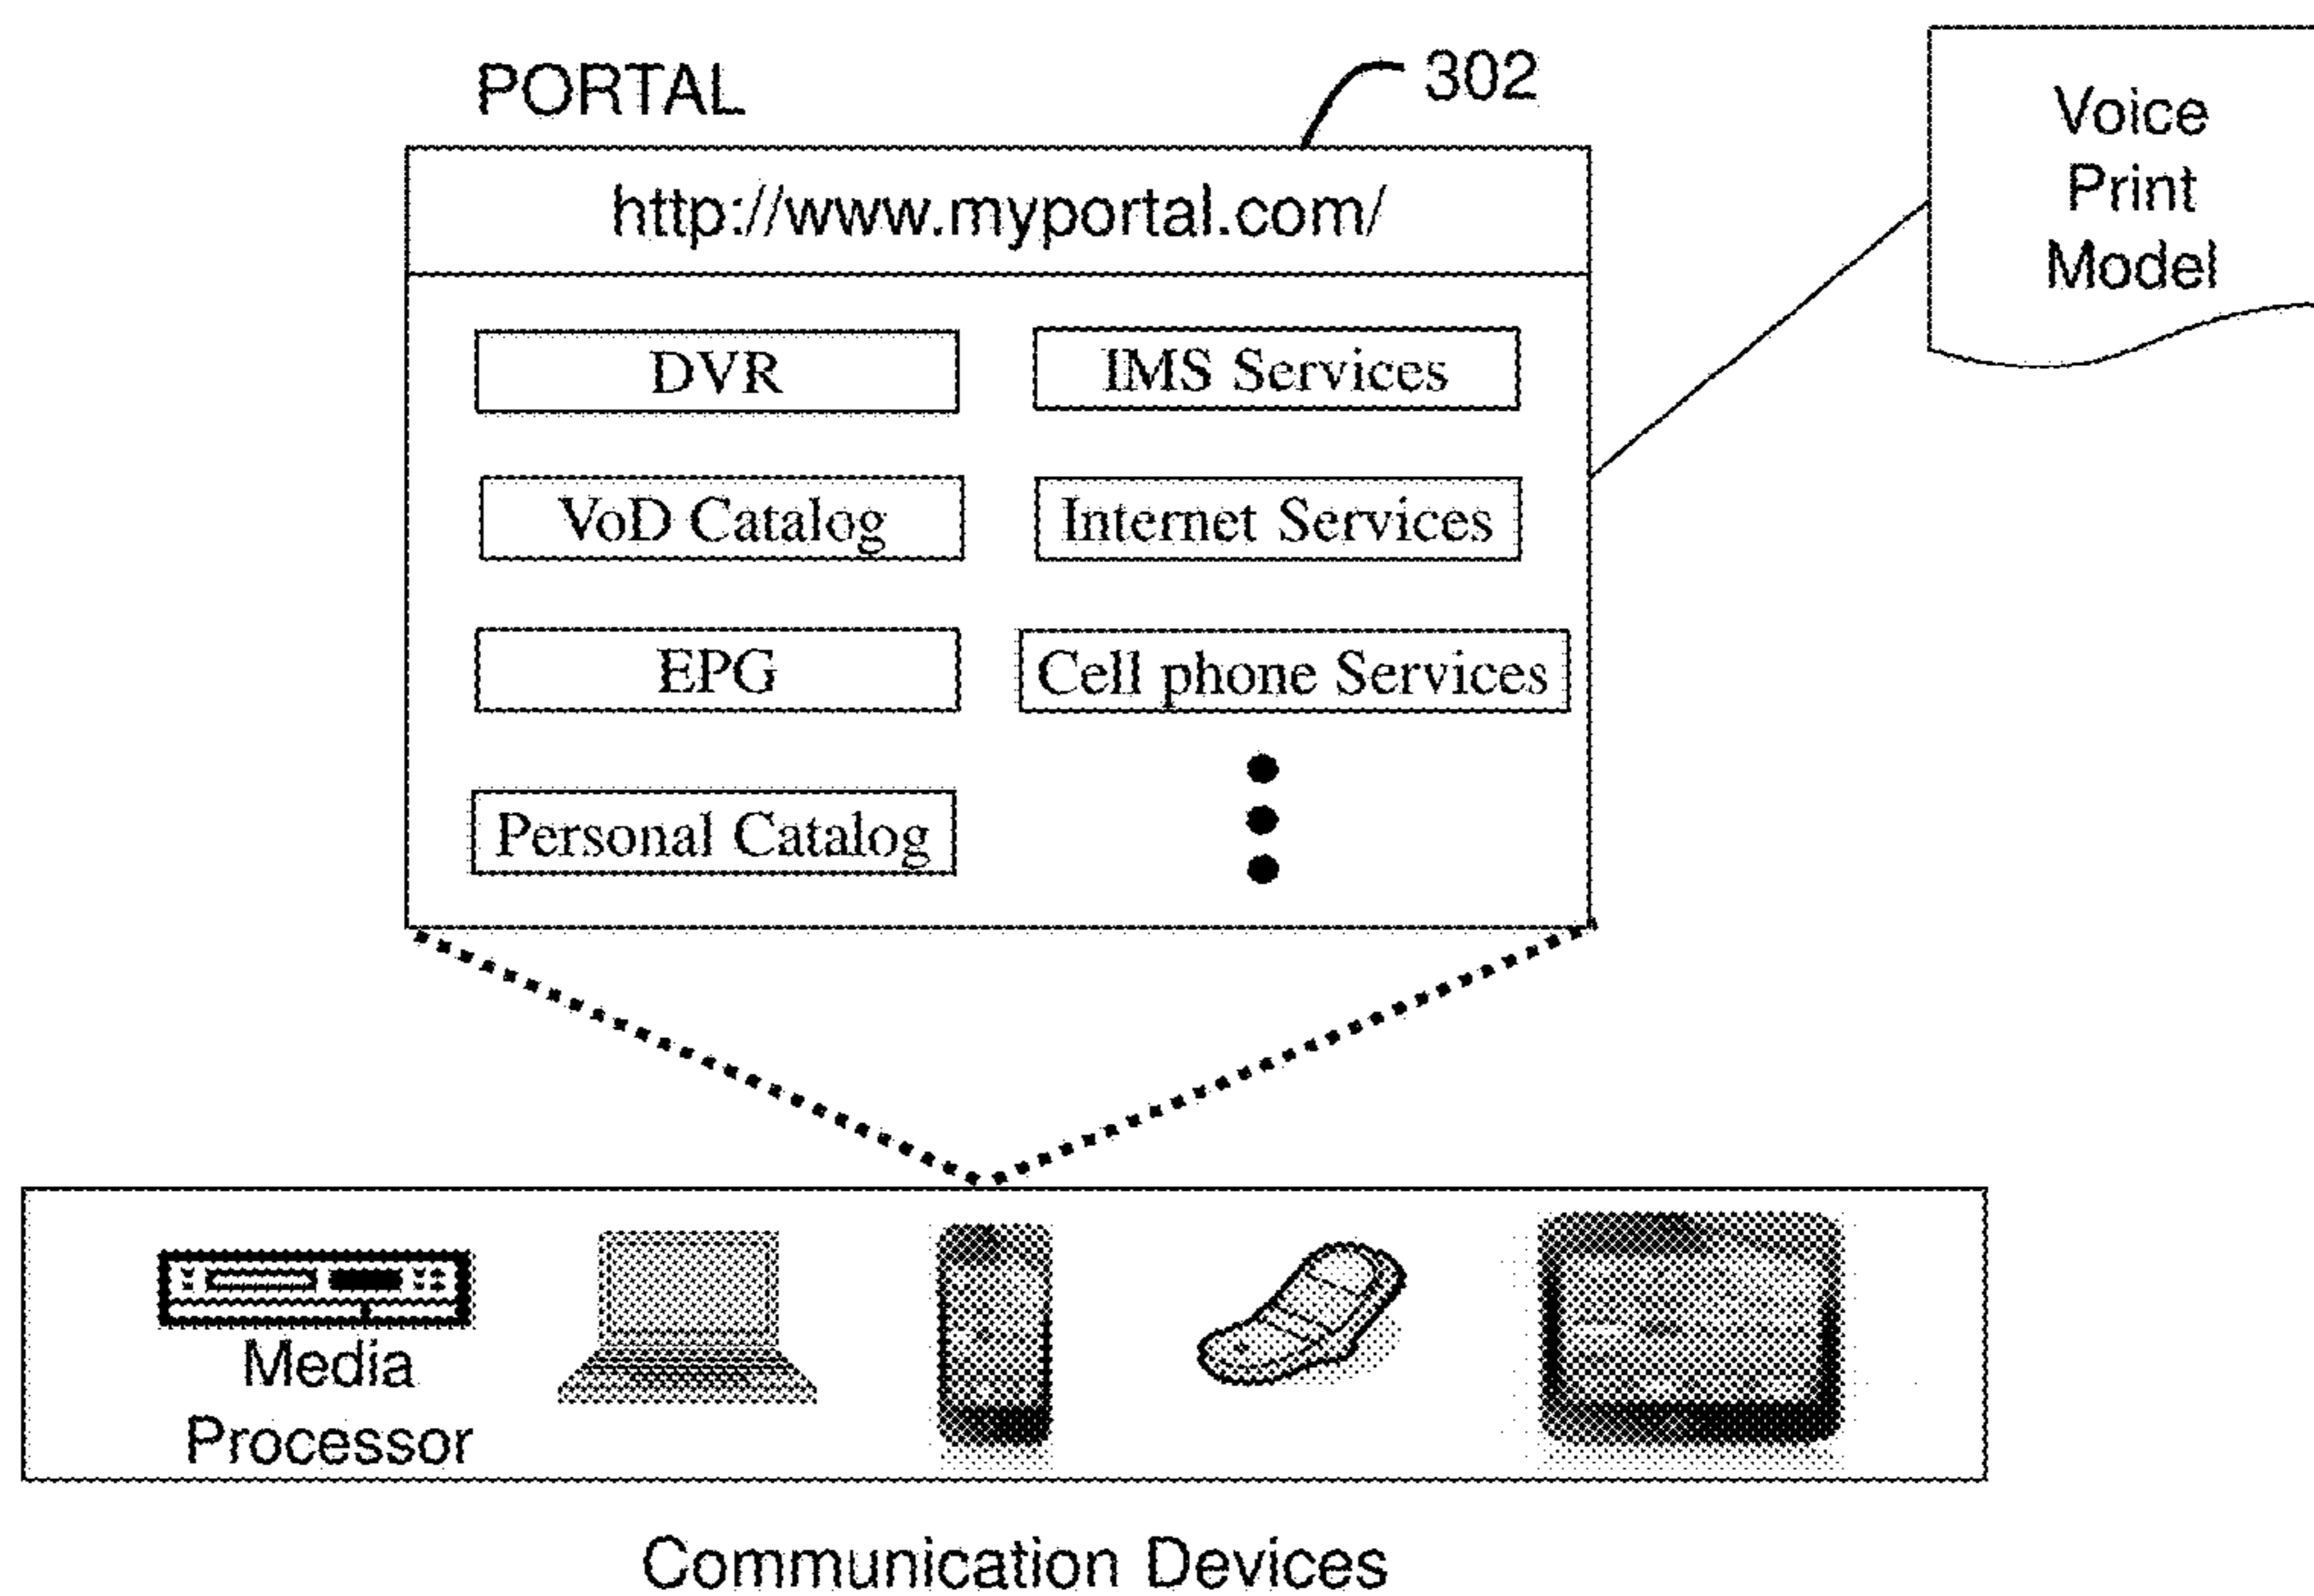 PORTAL
302
http://www.myportal.com/
Voice
Print
Model
DVR
IMS Services
VoD Catalog
Internet Services
EPG
Cell phone Services
Personal Catalog
Media
Processor
Communication Devices